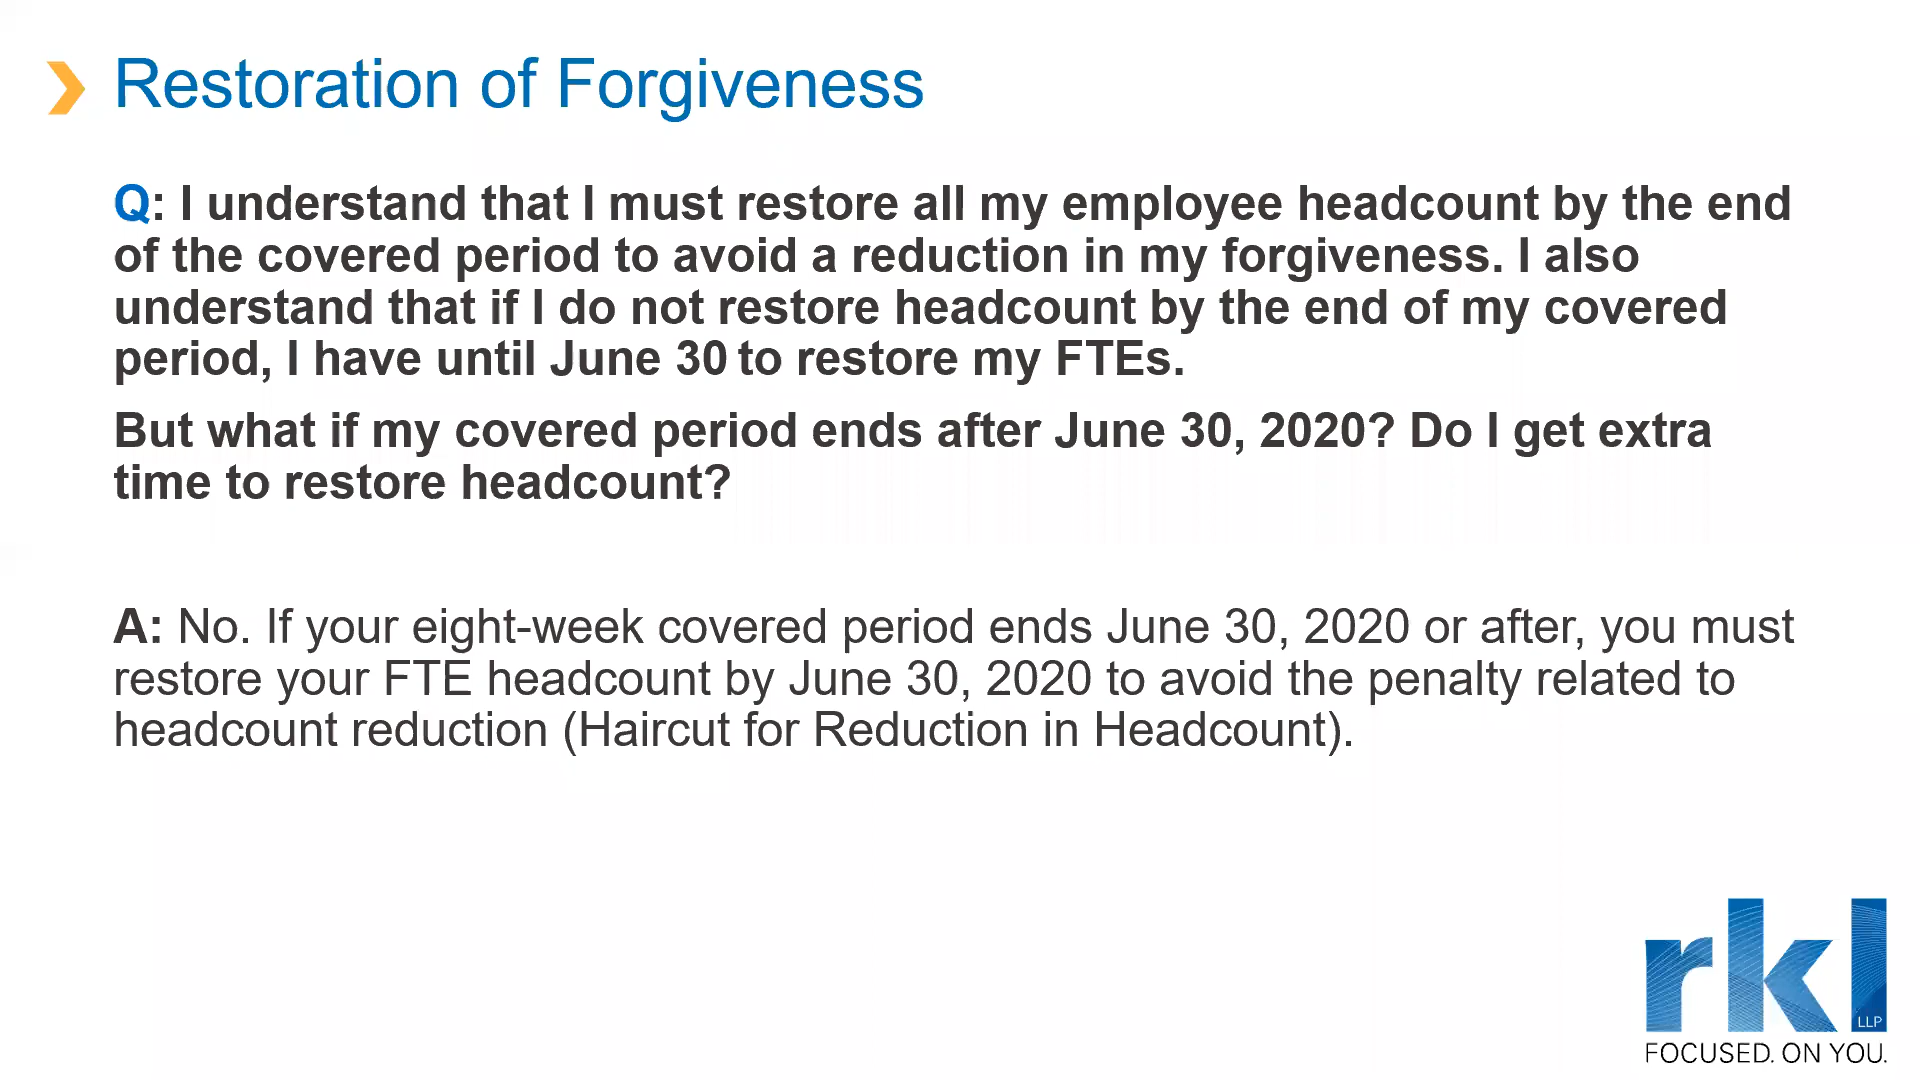 Restoration of Forgiveness
Q: I understand that I must restore all my employee headcount by the end
of the covered period to avoid a reduction in my forgiveness. I also
understand that if I do not restore headcount by the end of my covered
period, I have until June 30 to restore my FTEs.
But what if my covered period ends after June 30, 2020? Do I get extra
time to restore headcount?
A: No. If your eight-week covered period ends June 30, 2020 or after, you must
restore your FTE headcount by June 30, 2020 to avoid the penalty related to
headcount reduction (Haircut for Reduction in Headcount).
rkl
LLP
FOCUSED. ON YOU.